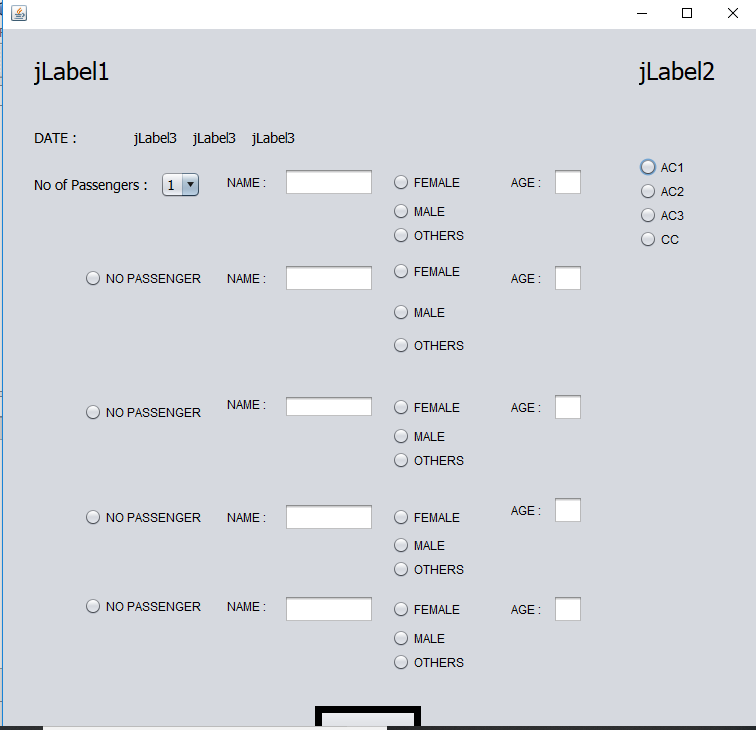 jLabel1 jLabel2
DATE : jLabel3 jLabel3 jLabel3
No of Passengers : 1 NAME : FEMALE AGE : AC1
MALE AC2
OTHERS AC3
CC
NO PASSENGER NAME : FEMALE AGE :
MALE
OTHERS
NO PASSENGER NAME : FEMALE AGE :
MALE
OTHERS
NO PASSENGER NAME : FEMALE AGE :
MALE
OTHERS
NO PASSENGER NAME : FEMALE AGE :
MALE
OTHERS